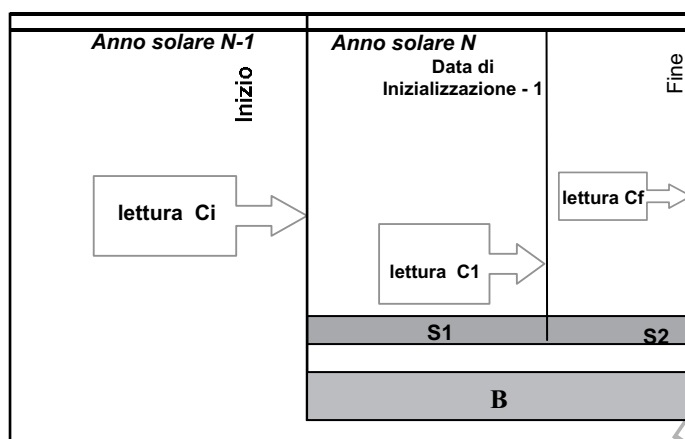 Anno solare N-1
Anno solare N
Data di
Inizializzazione - 1
Inizio
Fine
lettura Ci
lettura Cf
lettura C1
S1
S2
B